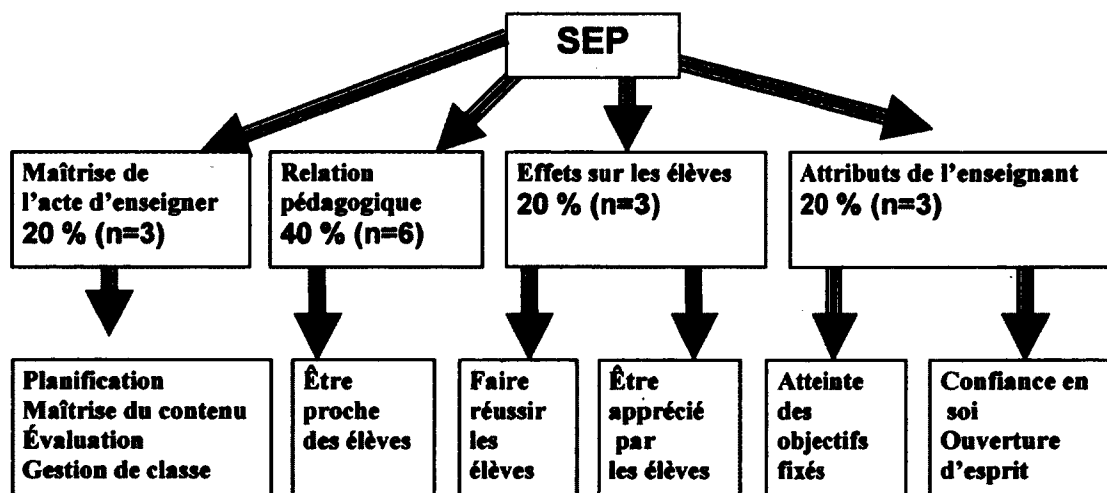 SEP
Maîtrise de
l'acte d'enseigner
20 % (n=3)
Relation
pédagogique
40 % (n=6)
Effets sur les élèves
20 % (n=3)
Attributs de l'enseignant
20 % (n=3)
Planification
Maîtrise du contenu
Évaluation
Gestion de classe
Être
proche
des élèves
Faire
réussir
les
élèves
Être
apprécié
par
les élèves
Atteinte
des
objectifs
fixés
Confiance en
soi
Ouverture
d'esprit